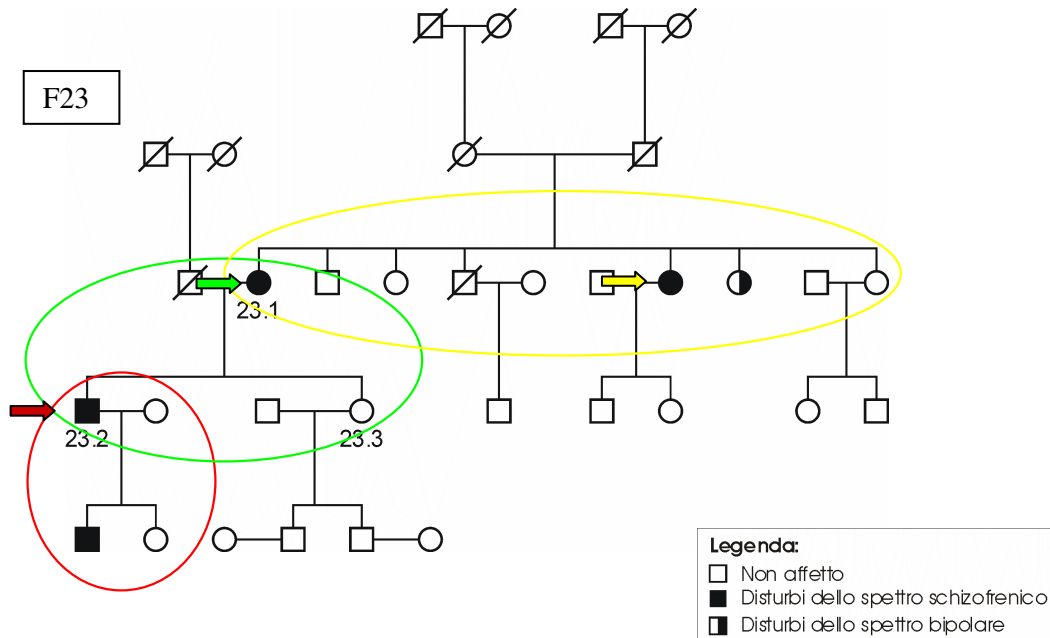 F23
23.1
23.2
23.3
Legenda:
Non affetto
Disturbi dello spettro schizofrenico
Disturbi dello spettro bipolare